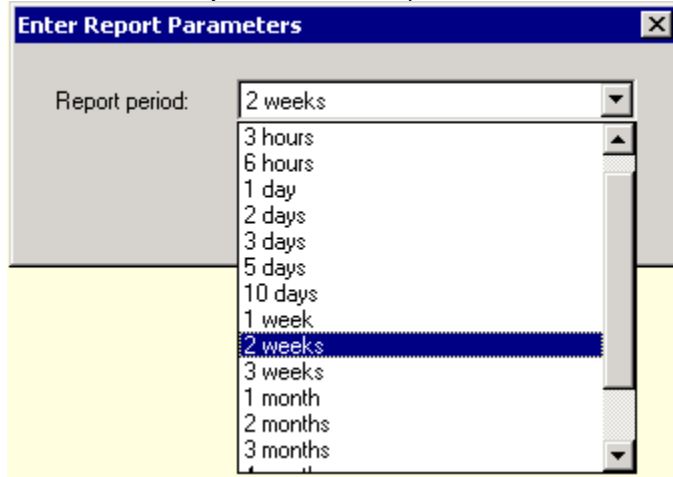 Enter Report Parameters
Report period: 2 weeks
3 hours
6 hours
1 day
2 days
3 days
5 days
10 days
1 week
2 weeks
3 weeks
1 month
2 months
3 months